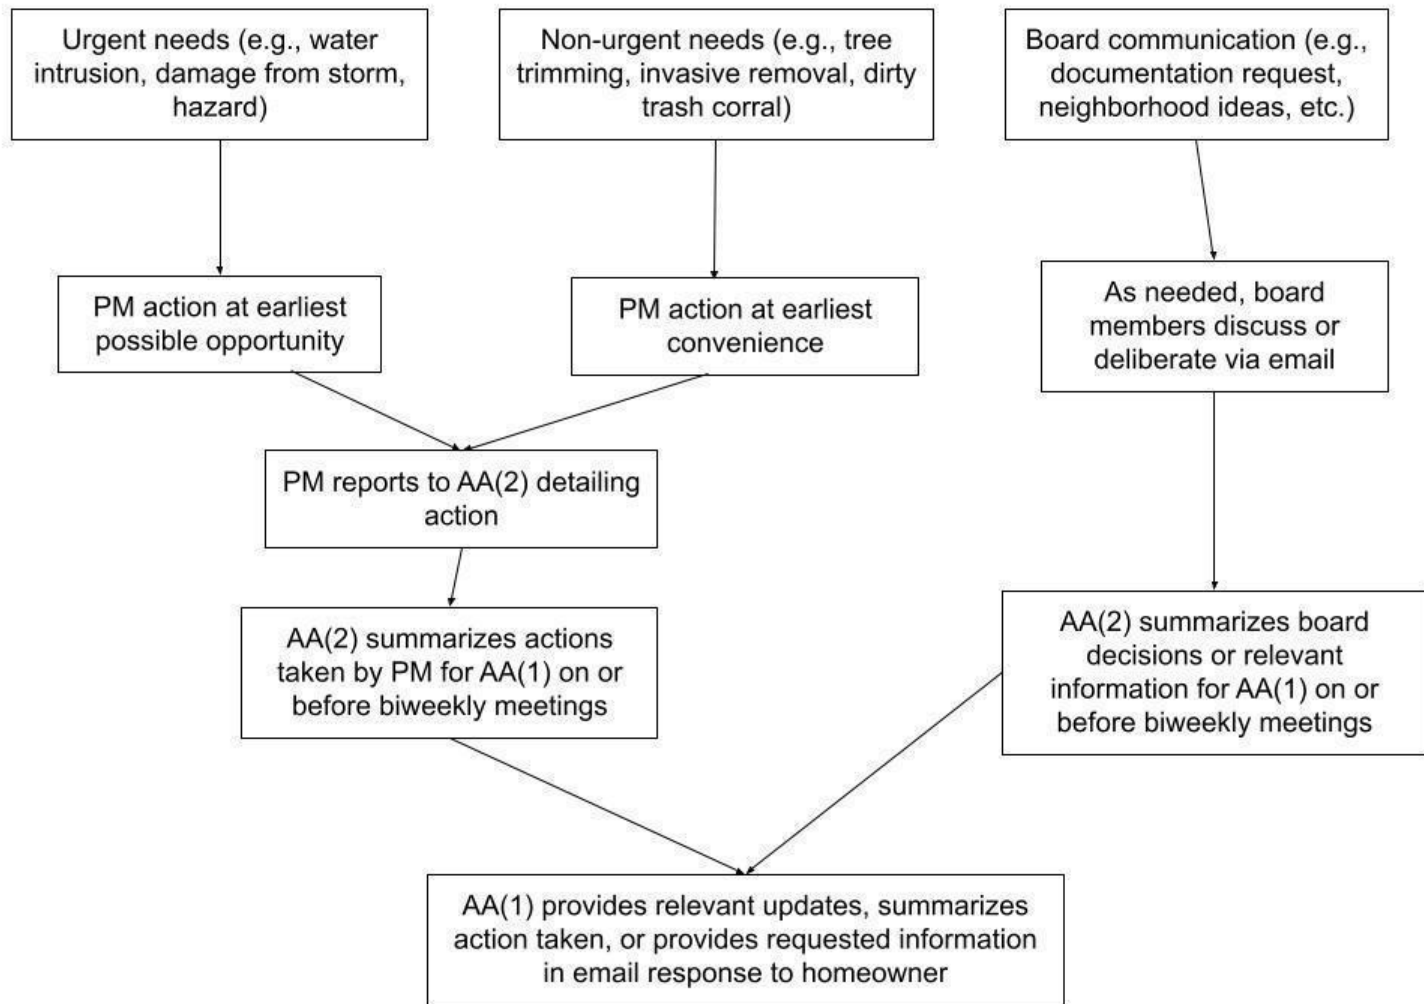 Urgent needs (e.g., water
intrusion, damage from storm,
hazard)
Non-urgent needs (e.g., tree
trimming, invasive removal, dirty
trash corral)
Board communication (e.g.,
documentation request,
neighborhood ideas, etc.)
PM action at earliest
possible opportunity
PM action at earliest
convenience
As needed, board
members discuss or
deliberate via email
PM reports to AA(2) detailing
action
AA(2) summarizes actions
taken by PM for AA(1) on or
before biweekly meetings
AA(2) summarizes board
decisions or relevant
information for AA(1) on or
before biweekly meetings
AA(1) provides relevant updates, summarizes
action taken, or provides requested information
in email response to homeowner